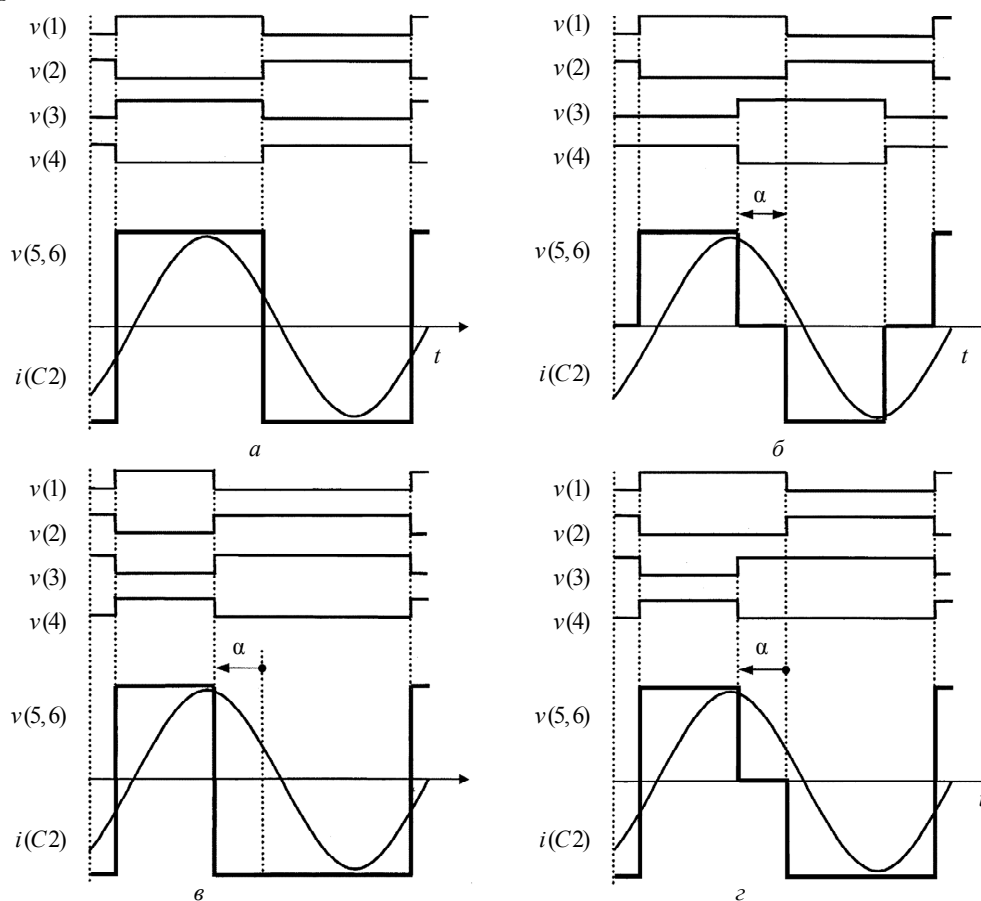 v(1)
v(2)
v(3)
v(4)
α
v(5,6)
t
i(C2)
а
v(1)
v(2)
v(3)
v(4)
α
v(5,6)
t
i(C2)
б
v(1)
v(2)
v(3)
v(4)
α
v(5,6)
i(C2)
в
v(1)
v(2)
v(3)
v(4)
α
v(5,6)
i(C2)
г